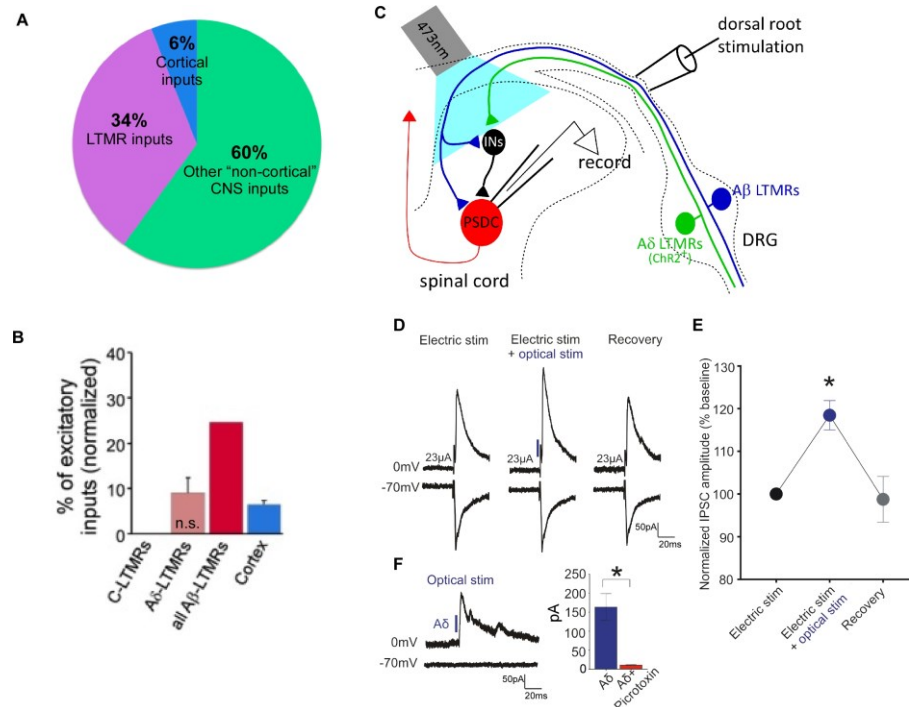 A
6%
Cortical
inputs
34%
LTMR inputs
60%
Other "non-cortical"
CNS inputs
B
% of excitatory
inputs (normalized)
40
30
20
10
0
n.s.
C-LTMRs
Aδ-LTMRs
all Aβ-LTMRs
Cortex
C
473nm
dorsal root
stimulation
INs
record
PSDC
Aβ LTMRs
Aδ LTMRs
(ChR2⁺)
DRG
spinal cord
D
Electric stim
Electric stim
+ optical stim
Recovery
23μA
23μA
23μA
0mV
-70mV
50pA
20ms
E
Normalized IPSC amplitude (% baseline)
130
120
110
100
90
80
*
Electric stim
Electric stim
+ optical stim
Recovery
F
Optical stim
Aδ
0mV
-70mV
50pA
20ms
pA
250
200
150
100
50
0
*
Aδ
Aδ+
Picrotoxin